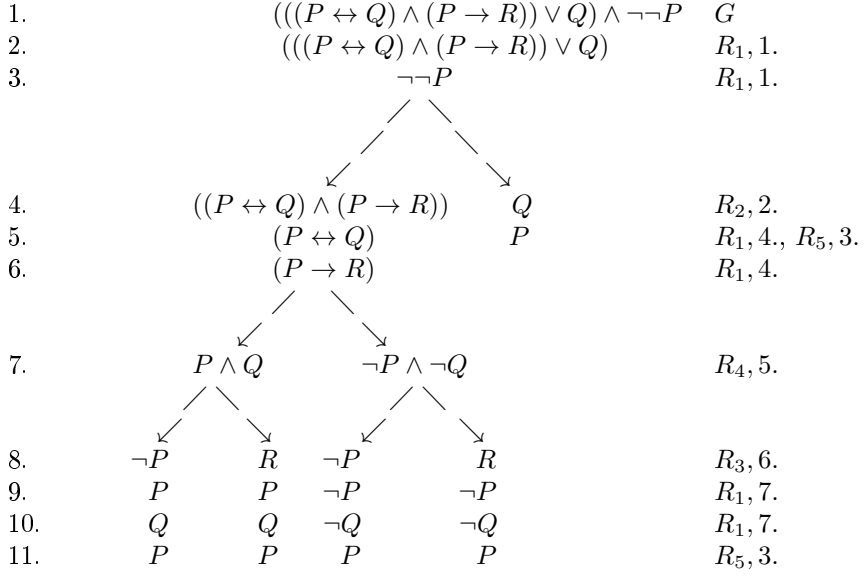 1. (((P ↔ Q) ∧ (P → R)) ∨ Q) ∧ ¬¬P G
2. (((P ↔ Q) ∧ (P → R)) ∨ Q) R₁, 1.
3. ¬¬P R₁, 1.
4. ((P ↔ Q) ∧ (P → R)) Q R₂, 2.
5. (P ↔ Q) P R₁, 4., R₅, 3.
6. (P → R) R₁, 4.
7. P ∧ Q ¬P ∧ ¬Q R₄, 5.
8. ¬P R ¬P R R₃, 6.
9. P P ¬P ¬P R₁, 7.
10. Q Q ¬Q ¬Q R₁, 7.
11. P P P P R₅, 3.